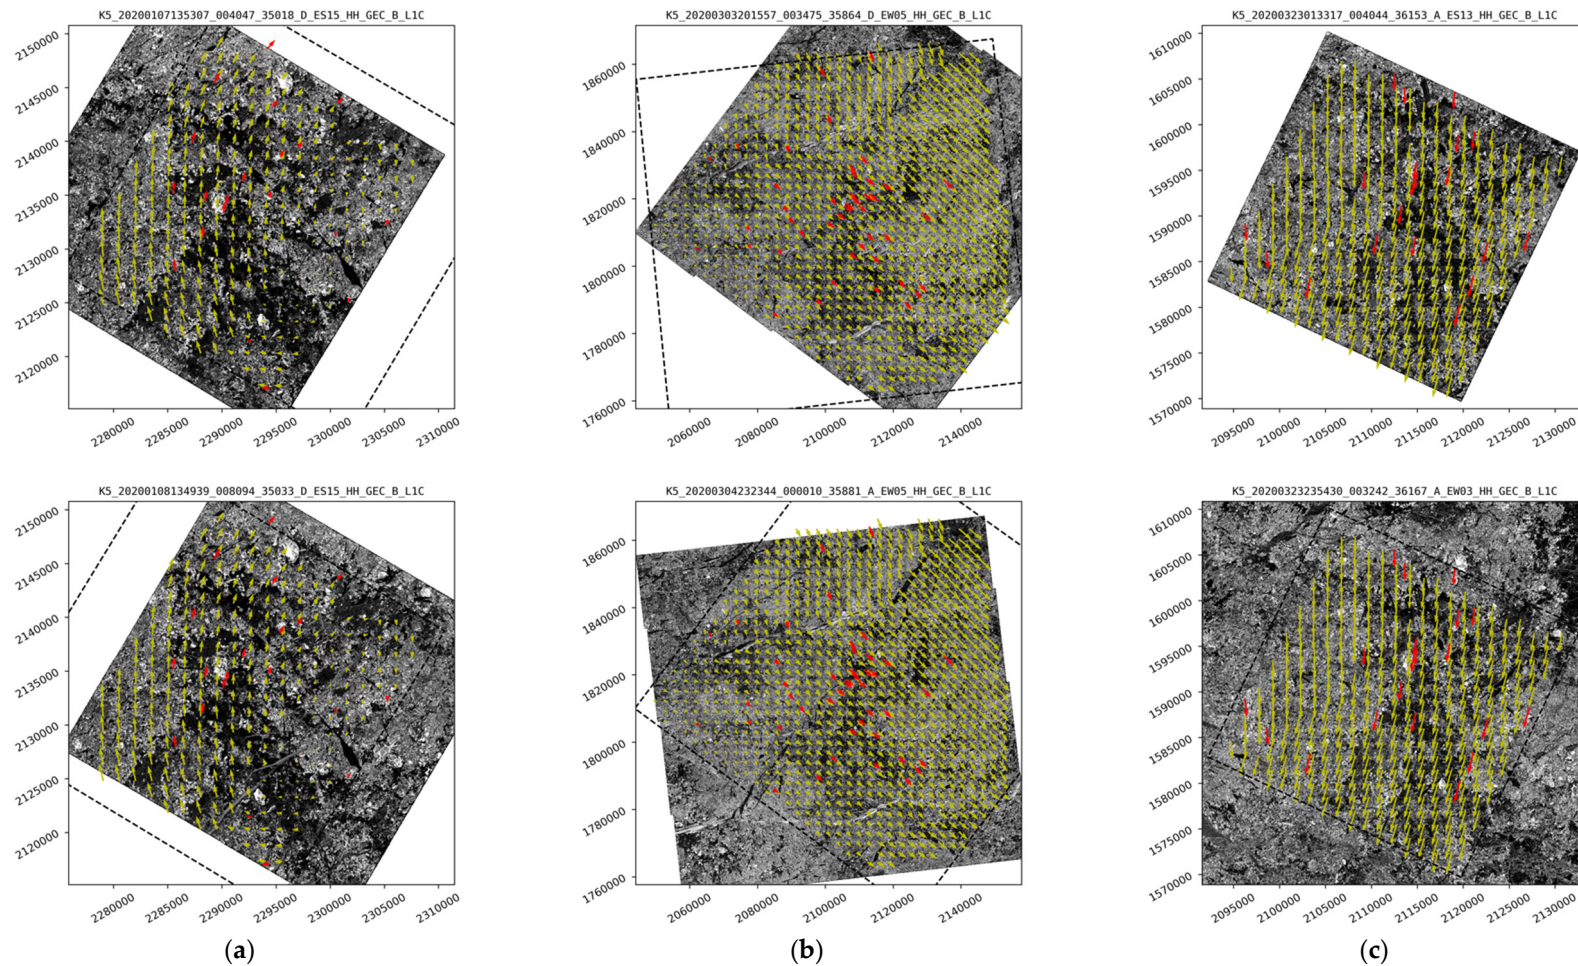 K5_20200107135307_004047_35018_D_ES15_HH_GEC_B_L1C
2150000
2145000
2140000
2135000
2130000
2125000
2120000
2280000 2285000 2290000 2295000 2300000 2305000 2310000
K5_20200303201557_003475_35864_D_EW05_HH_GEC_B_L1C
1860000
1840000
1820000
1800000
1780000
1760000
2060000 2080000 2100000 2120000 2140000
K5_20200323013317_004044_36153_A_ES13_HH_GEC_B_L1C
1610000
1605000
1600000
1595000
1590000
1585000
1580000
1575000
1570000
2095000 2100000 2105000 2110000 2115000 2120000 2125000 2130000
K5_20200108134939_008094_35033_D_ES15_HH_GEC_B_L1C
2150000
2145000
2140000
2135000
2130000
2125000
2120000
2280000 2285000 2290000 2295000 2300000 2305000 2310000
(a)
K5_20200304232344_000010_35881_A_EW05_HH_GEC_B_L1C
1860000
1840000
1820000
1800000
1780000
1760000
2060000 2080000 2100000 2120000 2140000
(b)
K5_20200323235430_003242_36167_A_EW03_HH_GEC_B_L1C
1610000
1605000
1600000
1595000
1590000
1585000
1580000
1575000
1570000
2095000 2100000 2105000 2110000 2115000 2120000 2125000 2130000
(c)